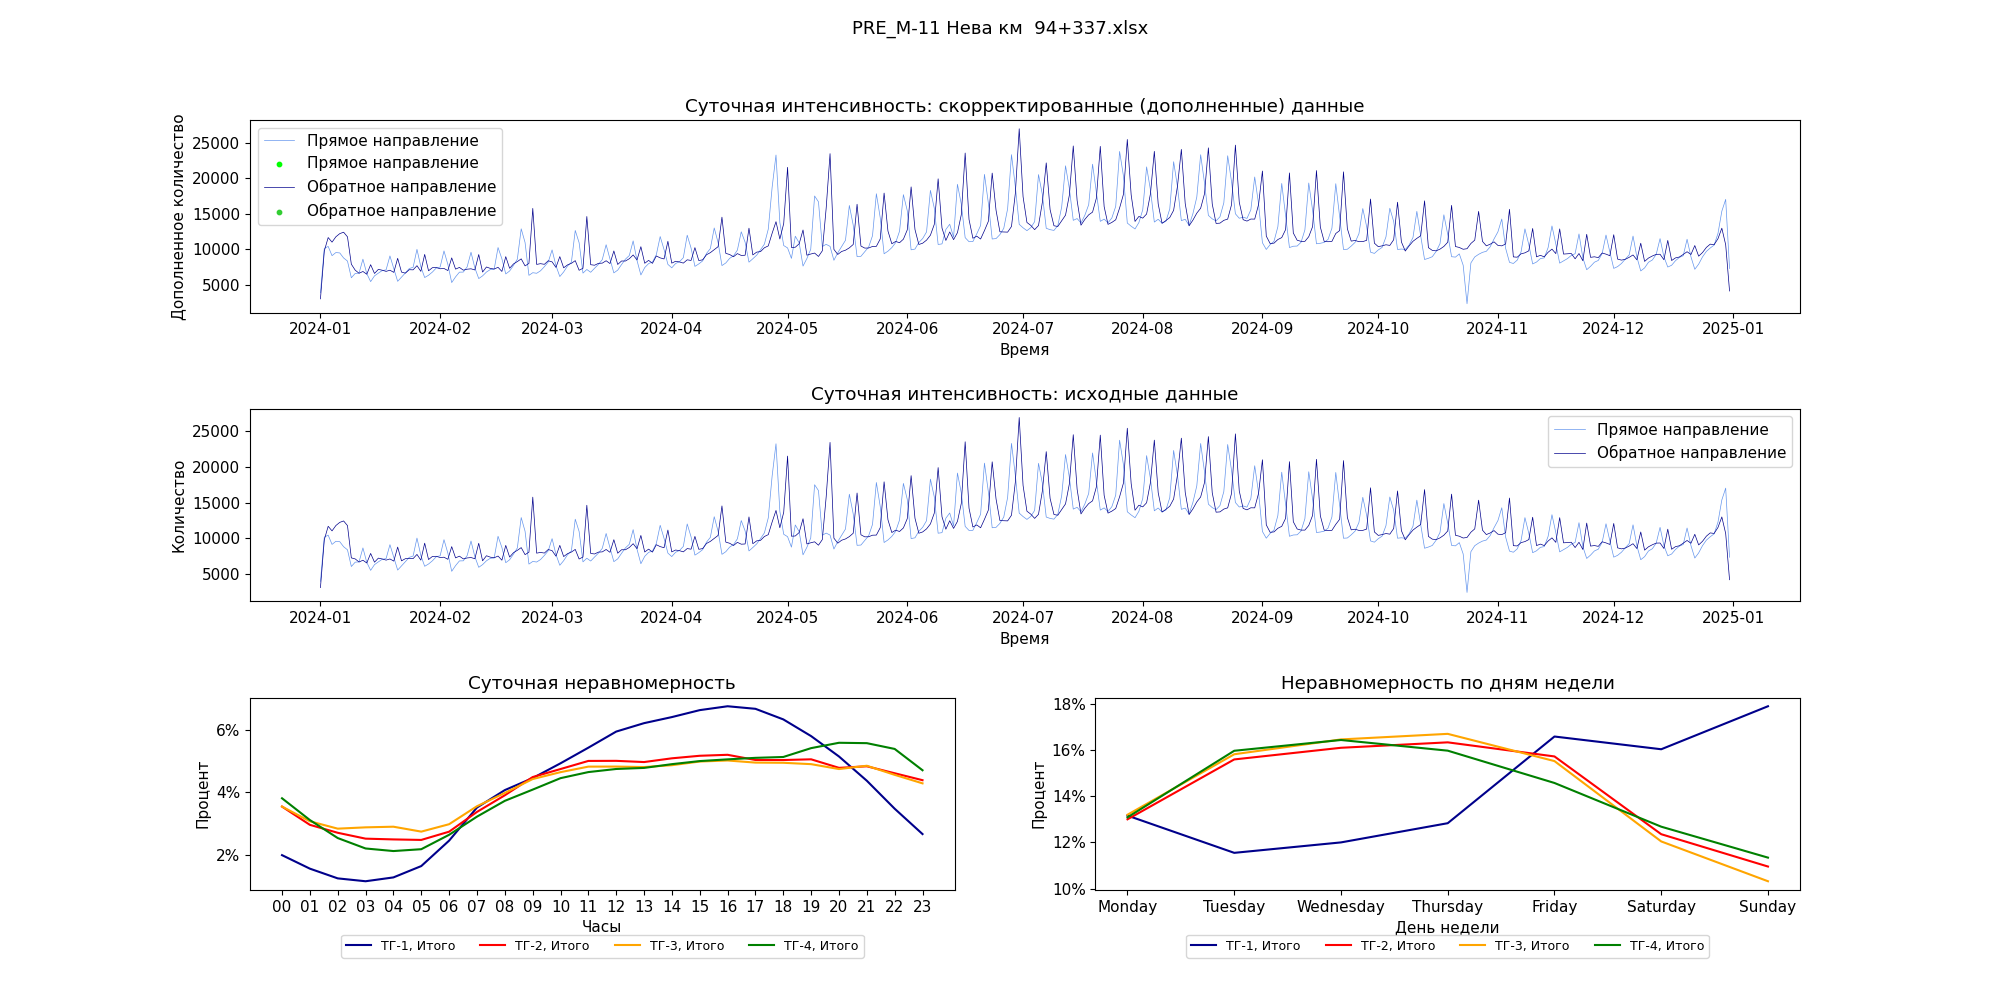 PRE_М-11 Нева км  94+337.xlsx
Суточная интенсивность: скорректированные (дополненные) данные
Дополненное количество
25000
20000
15000
10000
5000
Прямое направление
Прямое направление
Обратное направление
Обратное направление
2024-01 2024-02 2024-03 2024-04 2024-05 2024-06 2024-07 2024-08 2024-09 2024-10 2024-11 2024-12 2025-01
Время
Суточная интенсивность: исходные данные
Количество
25000
20000
15000
10000
5000
Прямое направление
Обратное направление
2024-01 2024-02 2024-03 2024-04 2024-05 2024-06 2024-07 2024-08 2024-09 2024-10 2024-11 2024-12 2025-01
Время
Суточная неравномерность
Процент
6%
4%
2%
00 01 02 03 04 05 06 07 08 09 10 11 12 13 14 15 16 17 18 19 20 21 22 23
Часы
ТГ-1, Итого ТГ-2, Итого ТГ-3, Итого ТГ-4, Итого
Неравномерность по дням недели
Процент
18%
16%
14%
12%
10%
Monday Tuesday Wednesday Thursday Friday Saturday Sunday
День недели
ТГ-1, Итого ТГ-2, Итого ТГ-3, Итого ТГ-4, Итого